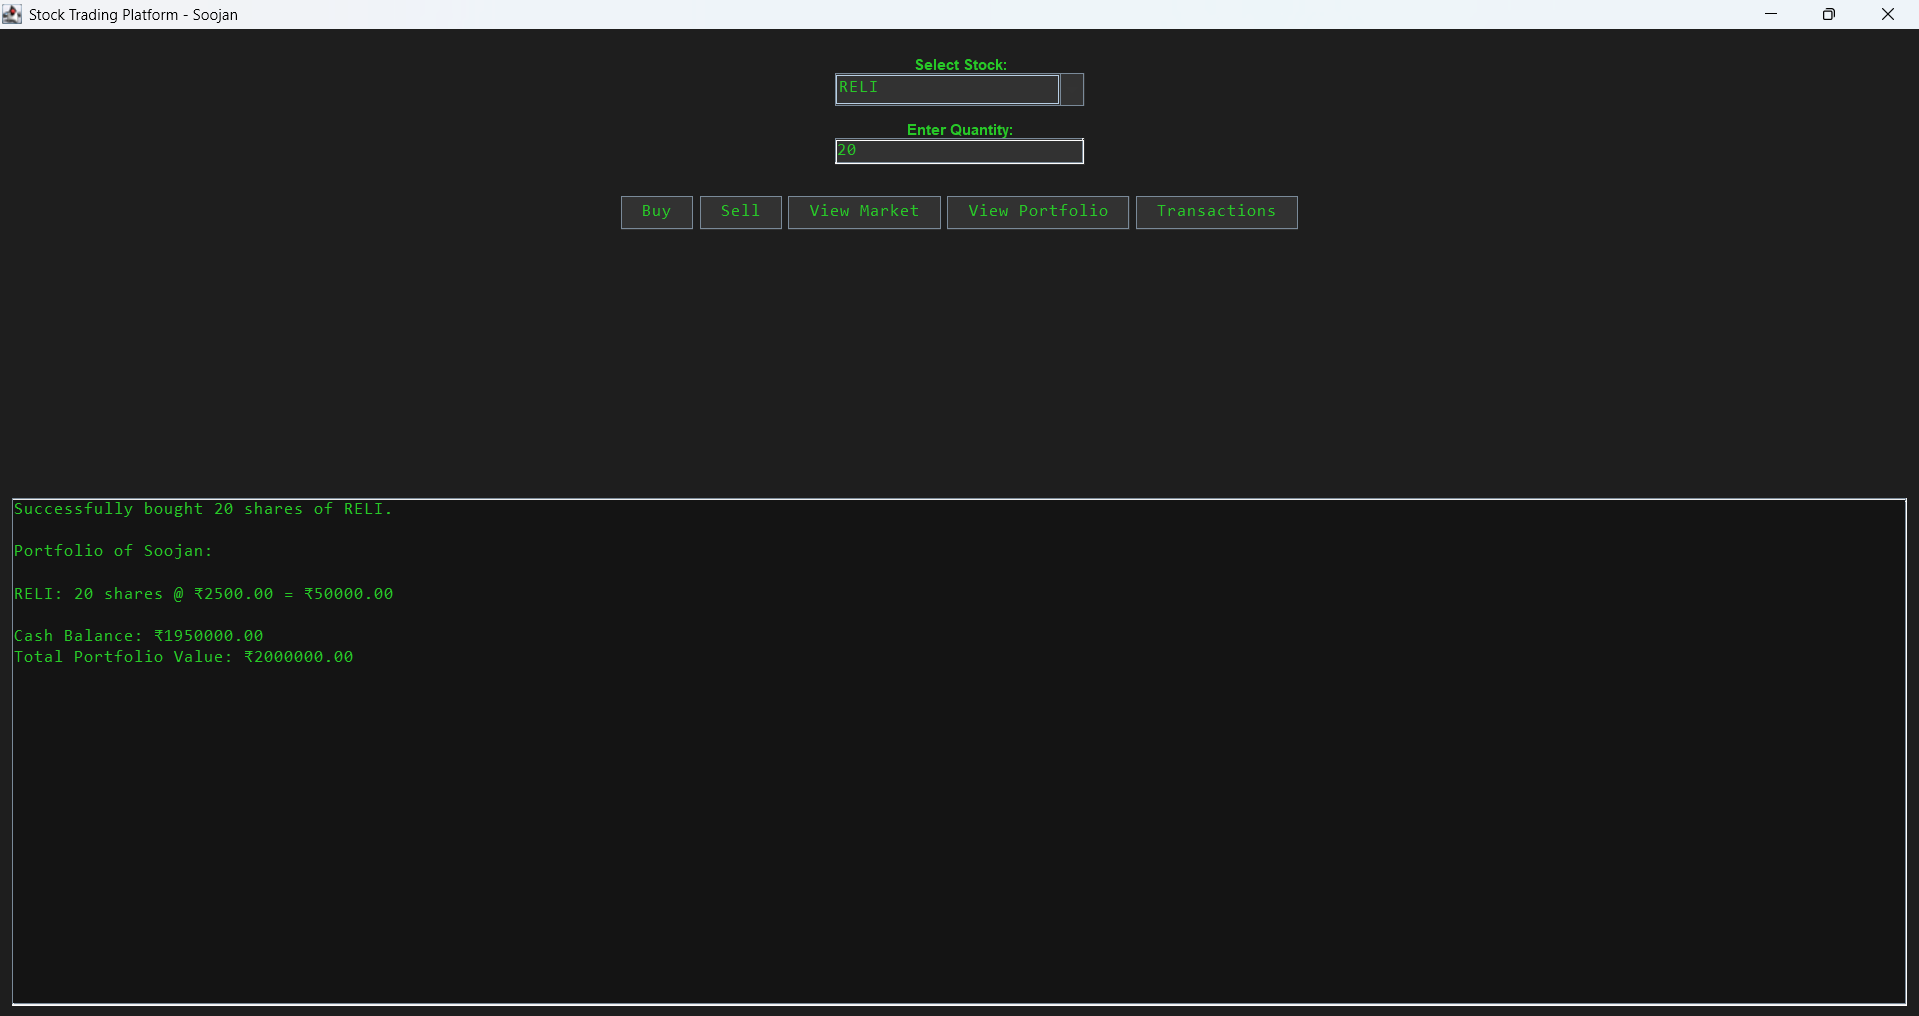 Stock Trading Platform - Soojan
Select Stock:
RELI
Enter Quantity:
20
Buy Sell View Market View Portfolio Transactions
Successfully bought 20 shares of RELI.
Portfolio of Soojan:
RELI: 20 shares @ ₹2500.00 = ₹50000.00
Cash Balance: ₹1950000.00
Total Portfolio Value: ₹2000000.00